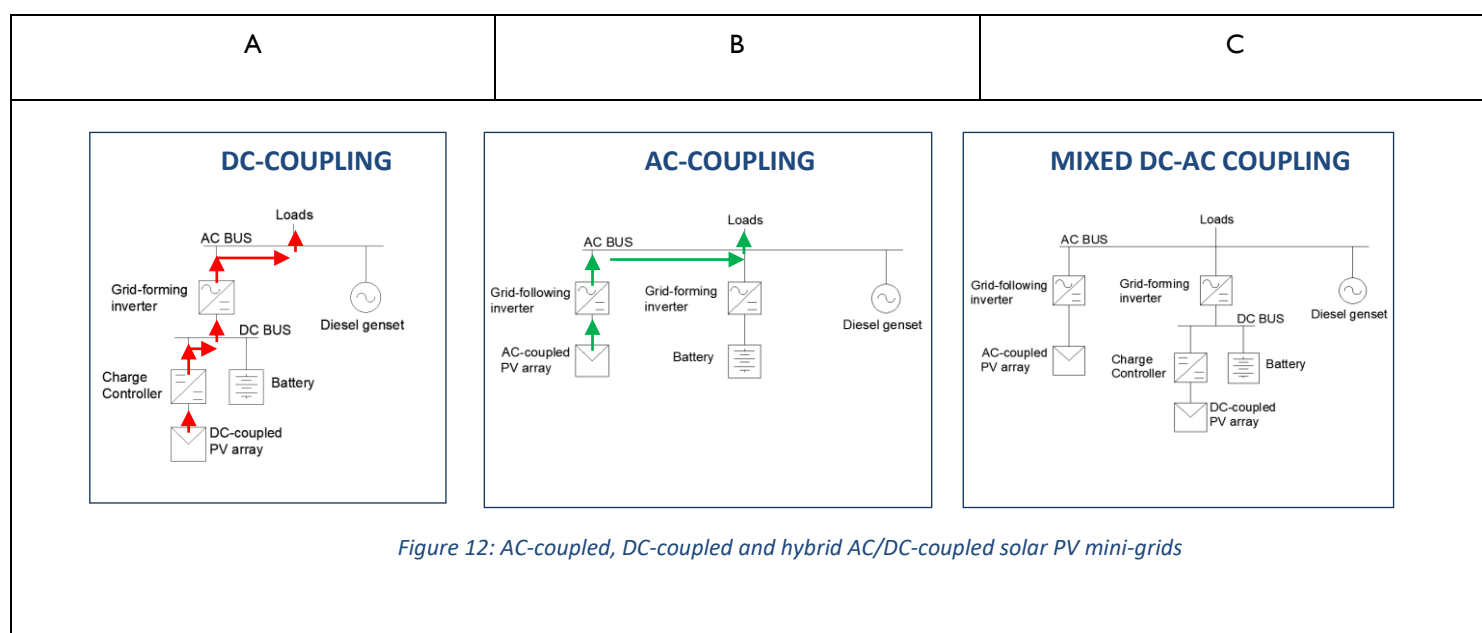 A
B
C
DC-COUPLING
Loads
AC BUS
Grid-forming
inverter
Diesel genset
DC BUS
Charge
Controller
Battery
DC-coupled
PV array
AC-COUPLING
Loads
AC BUS
Grid-following
inverter
Grid-forming
inverter
Diesel genset
AC-coupled
PV array
Battery
MIXED DC-AC COUPLING
Loads
AC BUS
Grid-following
inverter
Grid-forming
inverter
Diesel genset
DC BUS
AC-coupled
PV array
Charge
Controller
Battery
DC-coupled
PV array
Figure 12: AC-coupled, DC-coupled and hybrid AC/DC-coupled solar PV mini-grids